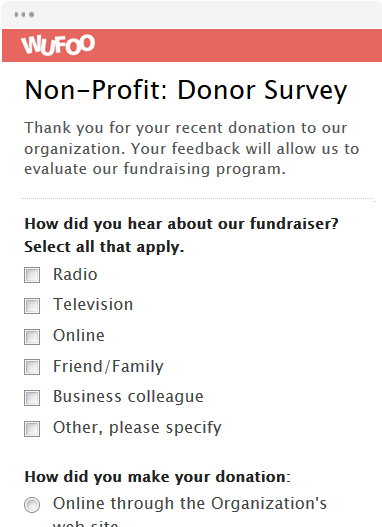 WUFOO
Non-Profit: Donor Survey
Thank you for your recent donation to our
organization. Your feedback will allow us to
evaluate our fundraising program.
How did you hear about our fundraiser?
Select all that apply.
Radio
Television
Online
Friend/Family
Business colleague
Other, please specify
How did you make your donation:
Online through the Organization's
web site